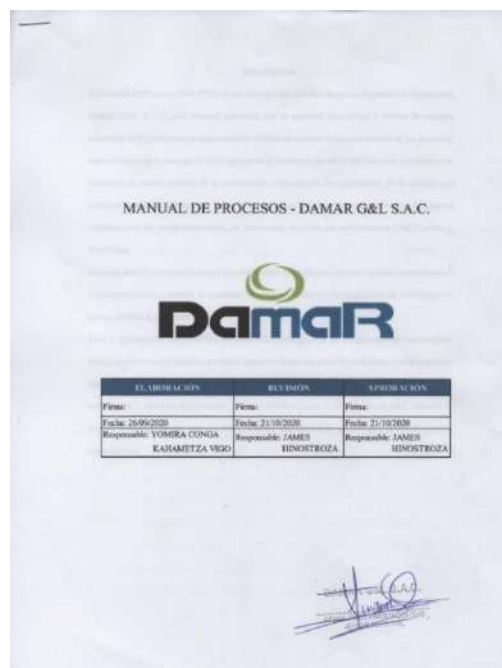 MANUAL DE PROCESOS - DAMAR G&L S.A.C.
DamaR
ELABORACIÓN REVISIÓN APROBACIÓN
Firma: Firma: Firma:
Fecha: 26/09/2020 Fecha: 21/10/2020 Fecha: 21/10/2020
Responsable: YOMIRA CONGA Responsable: JAMES Responsable: JAMES
KAHAMETZA VIGO HINOSTROZA HINOSTROZA
S.A.C.